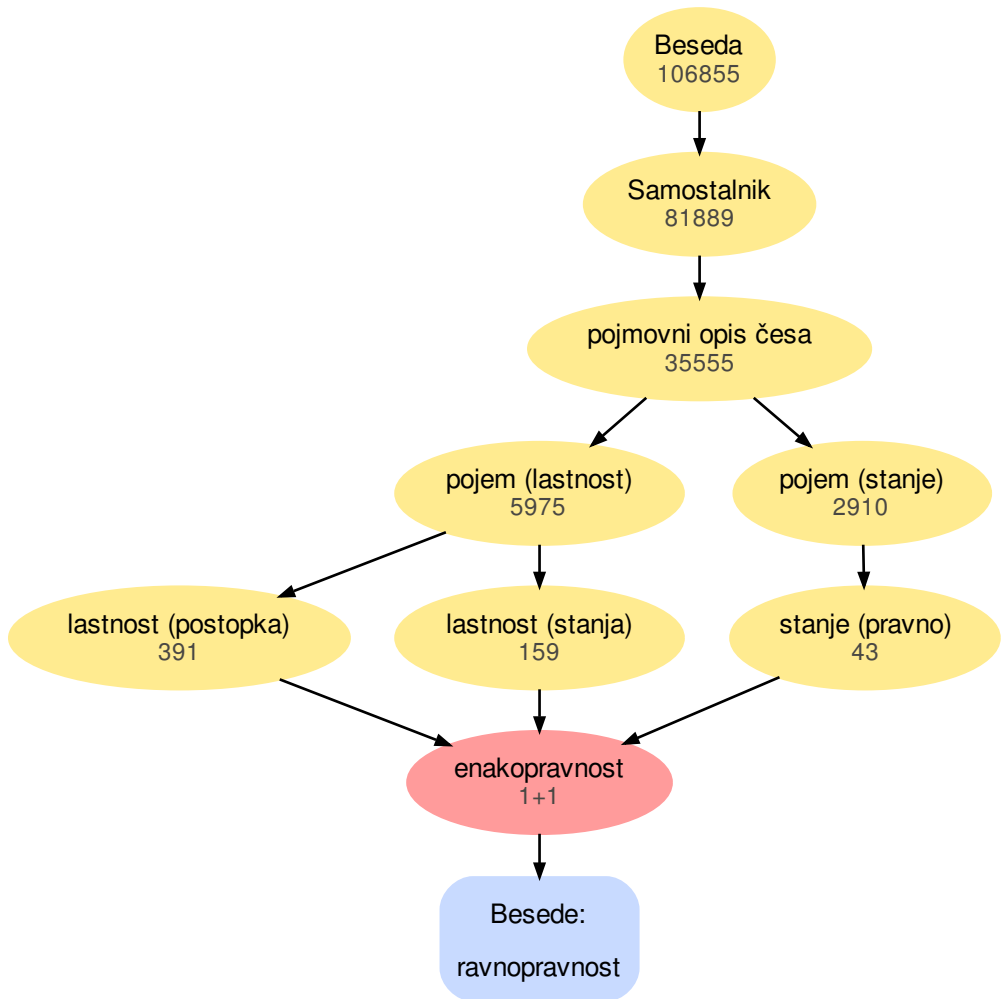 Beseda
106855
Samostalnik
81889
pojmovni opis česa
35555
pojem (lastnost)
5975
pojem (stanje)
2910
lastnost (postopka)
391
lastnost (stanja)
159
stanje (pravno)
43
enakopravnost
1+1
Besede:
ravnopravnost